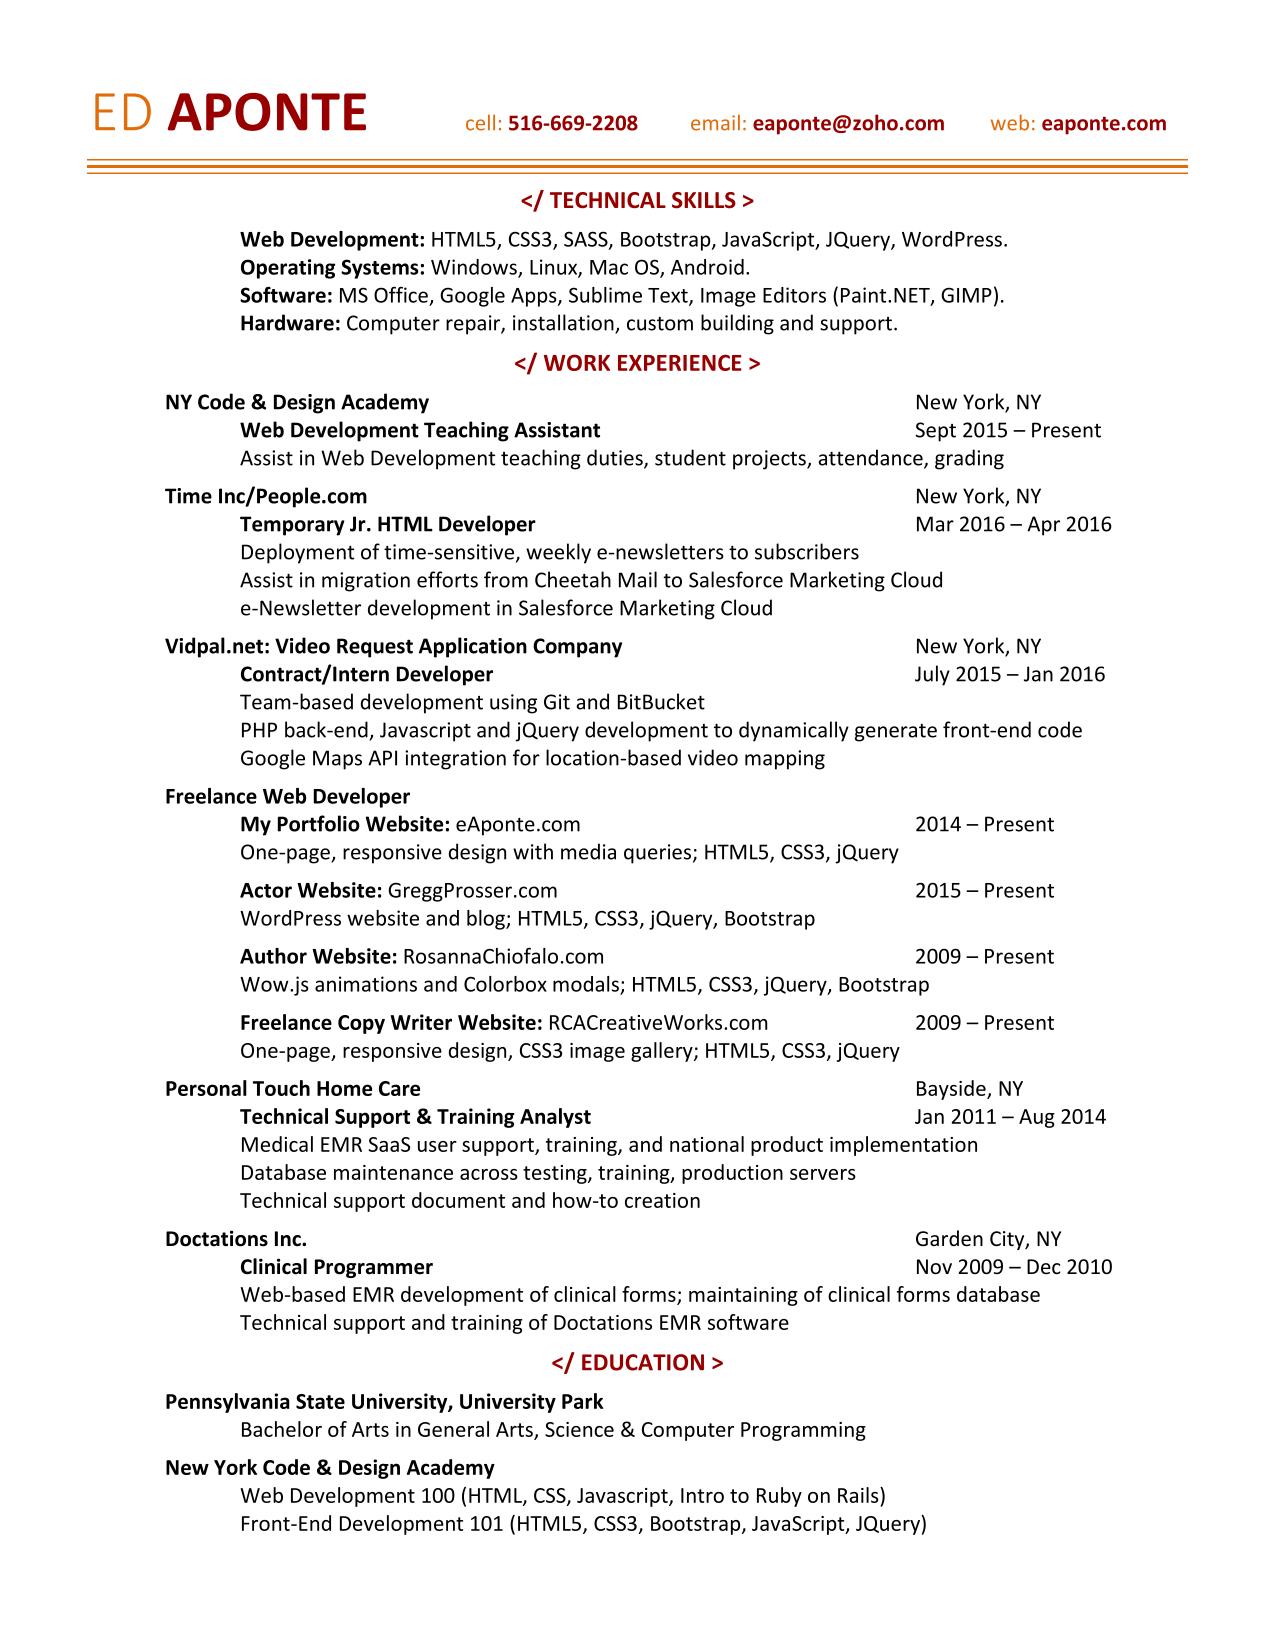 ED APONTE cell: 516-669-2208 email: eaponte@zoho.com web: eaponte.com
</ TECHNICAL SKILLS >
Web Development: HTML5, CSS3, SASS, Bootstrap, JavaScript, JQuery, WordPress.
Operating Systems: Windows, Linux, Mac OS, Android.
Software: MS Office, Google Apps, Sublime Text, Image Editors (Paint.NET, GIMP).
Hardware: Computer repair, installation, custom building and support.
</ WORK EXPERIENCE >
NY Code & Design Academy New York, NY
Web Development Teaching Assistant Sept 2015 – Present
Assist in Web Development teaching duties, student projects, attendance, grading
Time Inc/People.com New York, NY
Temporary Jr. HTML Developer Mar 2016 – Apr 2016
Deployment of time-sensitive, weekly e-newsletters to subscribers
Assist in migration efforts from Cheetah Mail to Salesforce Marketing Cloud
e-Newsletter development in Salesforce Marketing Cloud
Vidpal.net: Video Request Application Company New York, NY
Contract/Intern Developer July 2015 – Jan 2016
Team-based development using Git and BitBucket
PHP back-end, Javascript and jQuery development to dynamically generate front-end code
Google Maps API integration for location-based video mapping
Freelance Web Developer
My Portfolio Website: eAponte.com 2014 – Present
One-page, responsive design with media queries; HTML5, CSS3, jQuery
Actor Website: GreggProsser.com 2015 – Present
WordPress website and blog; HTML5, CSS3, jQuery, Bootstrap
Author Website: RosannaChiofalo.com 2009 – Present
Wow.js animations and Colorbox modals; HTML5, CSS3, jQuery, Bootstrap
Freelance Copy Writer Website: RCACreativeWorks.com 2009 – Present
One-page, responsive design, CSS3 image gallery; HTML5, CSS3, jQuery
Personal Touch Home Care Bayside, NY
Technical Support & Training Analyst Jan 2011 – Aug 2014
Medical EMR SaaS user support, training, and national product implementation
Database maintenance across testing, training, production servers
Technical support document and how-to creation
Doctations Inc. Garden City, NY
Clinical Programmer Nov 2009 – Dec 2010
Web-based EMR development of clinical forms; maintaining of clinical forms database
Technical support and training of Doctations EMR software
</ EDUCATION >
Pennsylvania State University, University Park
Bachelor of Arts in General Arts, Science & Computer Programming
New York Code & Design Academy
Web Development 100 (HTML, CSS, Javascript, Intro to Ruby on Rails)
Front-End Development 101 (HTML5, CSS3, Bootstrap, JavaScript, JQuery)